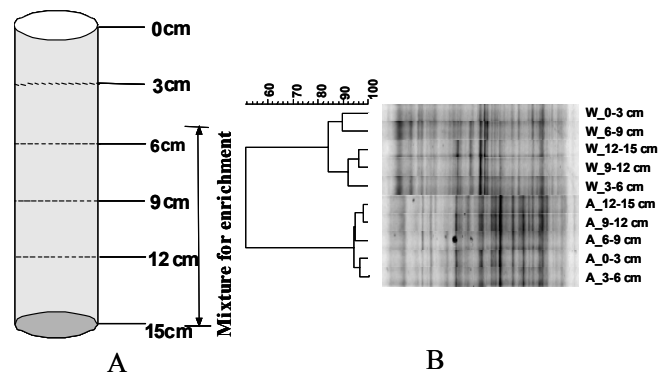 0cm
3cm
6cm
9cm
12 cm
15cm
Mixture for enrichment
A
60 70 80 90 100
W_0-3 cm
W_6-9 cm
W_12-15 cm
W_9-12 cm
W_3-6 cm
A_12-15 cm
A_9-12 cm
A_6-9 cm
A_0-3 cm
A_3-6 cm
B